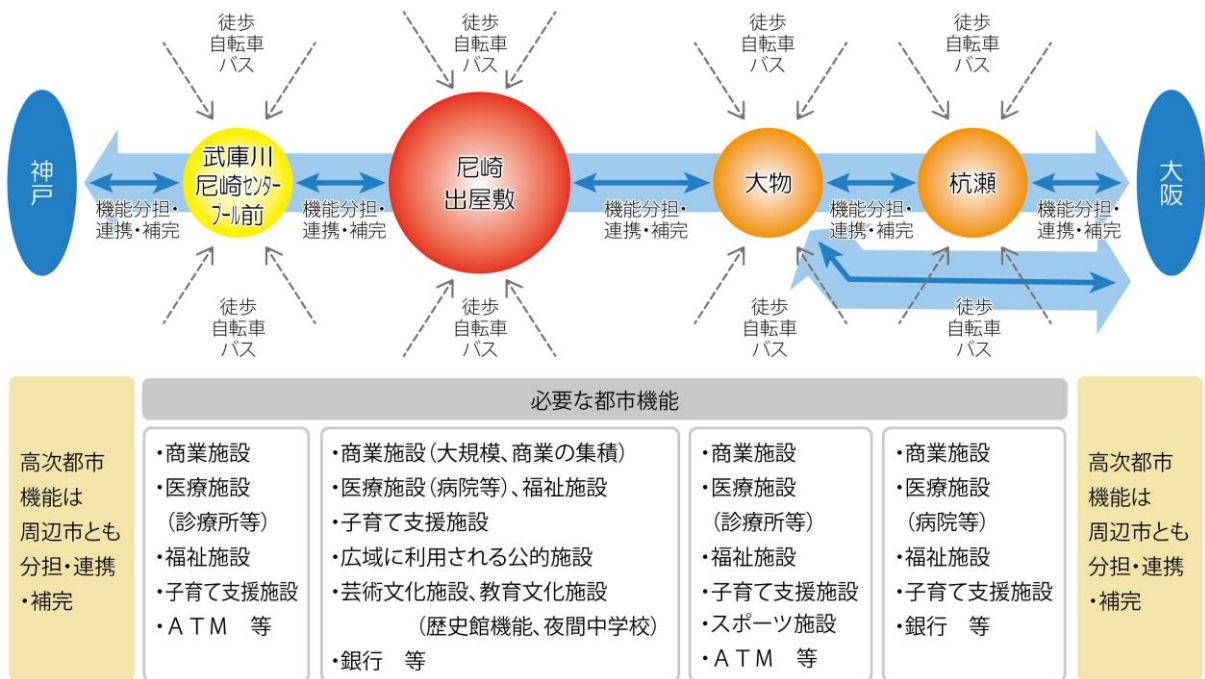 徒歩
自転車
バス
徒歩
自転車
バス
徒歩
自転車
バス
徒歩
自転車
バス
神戸
武庫川
尼崎センター
プール前
尼崎
出屋敷
大物
杭瀬
大阪
機能分担・
連携・補完
機能分担・
連携・補完
機能分担・
連携・補完
機能分担・
連携・補完
機能分担・
連携・補完
徒歩
自転車
バス
徒歩
自転車
バス
徒歩
自転車
バス
徒歩
自転車
バス
高次都市
機能は
周辺市とも
分担・連携
・補完
必要な都市機能
・商業施設
・医療施設
（診療所等）
・福祉施設
・子育て支援施設
・ＡＴＭ　等
・商業施設（大規模、商業の集積）
・医療施設（病院等）、福祉施設
・子育て支援施設
・広域に利用される公的施設
・芸術文化施設、教育文化施設
（歴史館機能、夜間中学校）
・銀行　等
・商業施設
・医療施設
（診療所等）
・福祉施設
・子育て支援施設
・スポーツ施設
・ＡＴＭ　等
・商業施設
・医療施設
（病院等）
・福祉施設
・子育て支援施設
・銀行　等
高次都市
機能は
周辺市とも
分担・連携
・補完